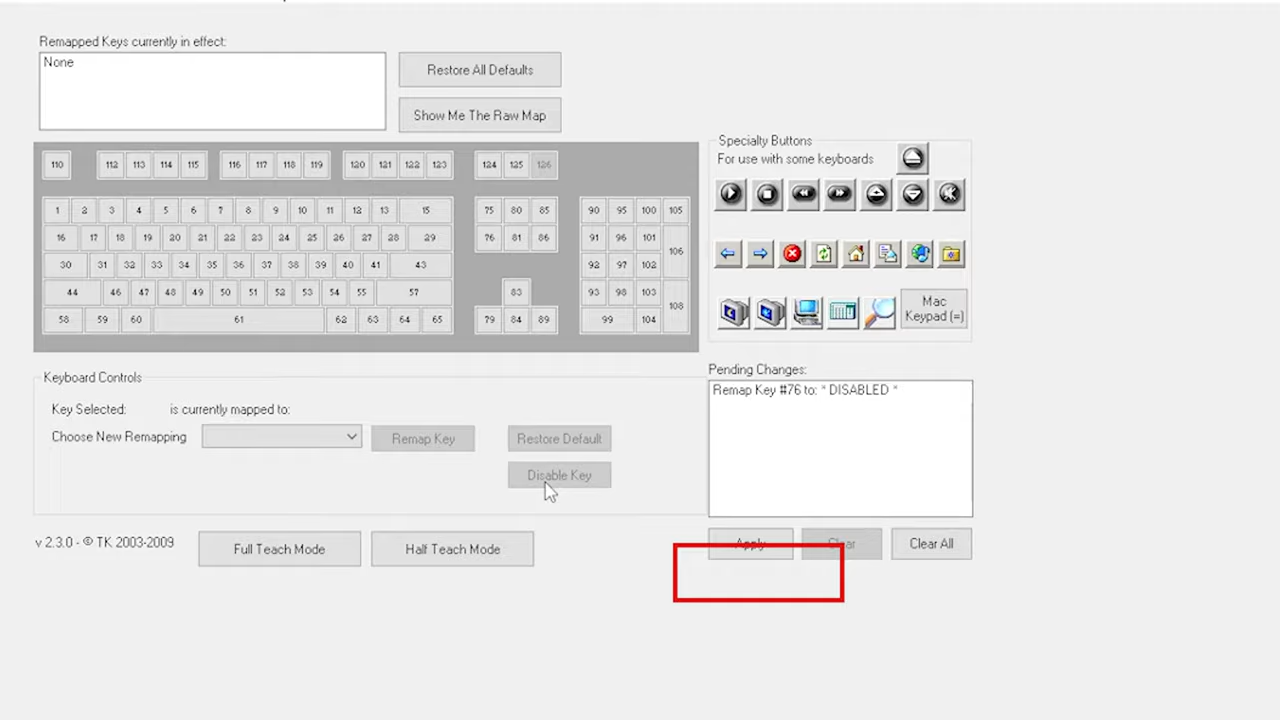 Remapped Keys currently in effect:
None
Restore All Defaults
Show Me The Raw Map
110 112 113 114 115 116 117 118 119 120 121 122 123 124 125 126
1 2 3 4 5 6 7 8 9 10 11 12 13 15 75 80 85 90 95 100 105
16 17 18 19 20 21 22 23 24 25 26 27 28 29 76 81 86 91 96 101 106
30 31 32 33 34 35 36 37 38 39 40 41 43 92 97 102
44 46 47 48 49 50 51 52 53 54 55 57 83 93 98 103 108
58 59 60 61 62 63 64 65 79 84 89 99 104
Specialty Buttons
For use with some keyboards
Mac
Keypad (=)
Keyboard Controls
Key Selected: is currently mapped to:
Choose New Remapping
Remap Key
Restore Default
Disable Key
Pending Changes:
Remap Key #76 to: * DISABLED *
v 2.3.0 - © TK 2003-2009
Full Teach Mode
Half Teach Mode
Apply
Clear
Clear All